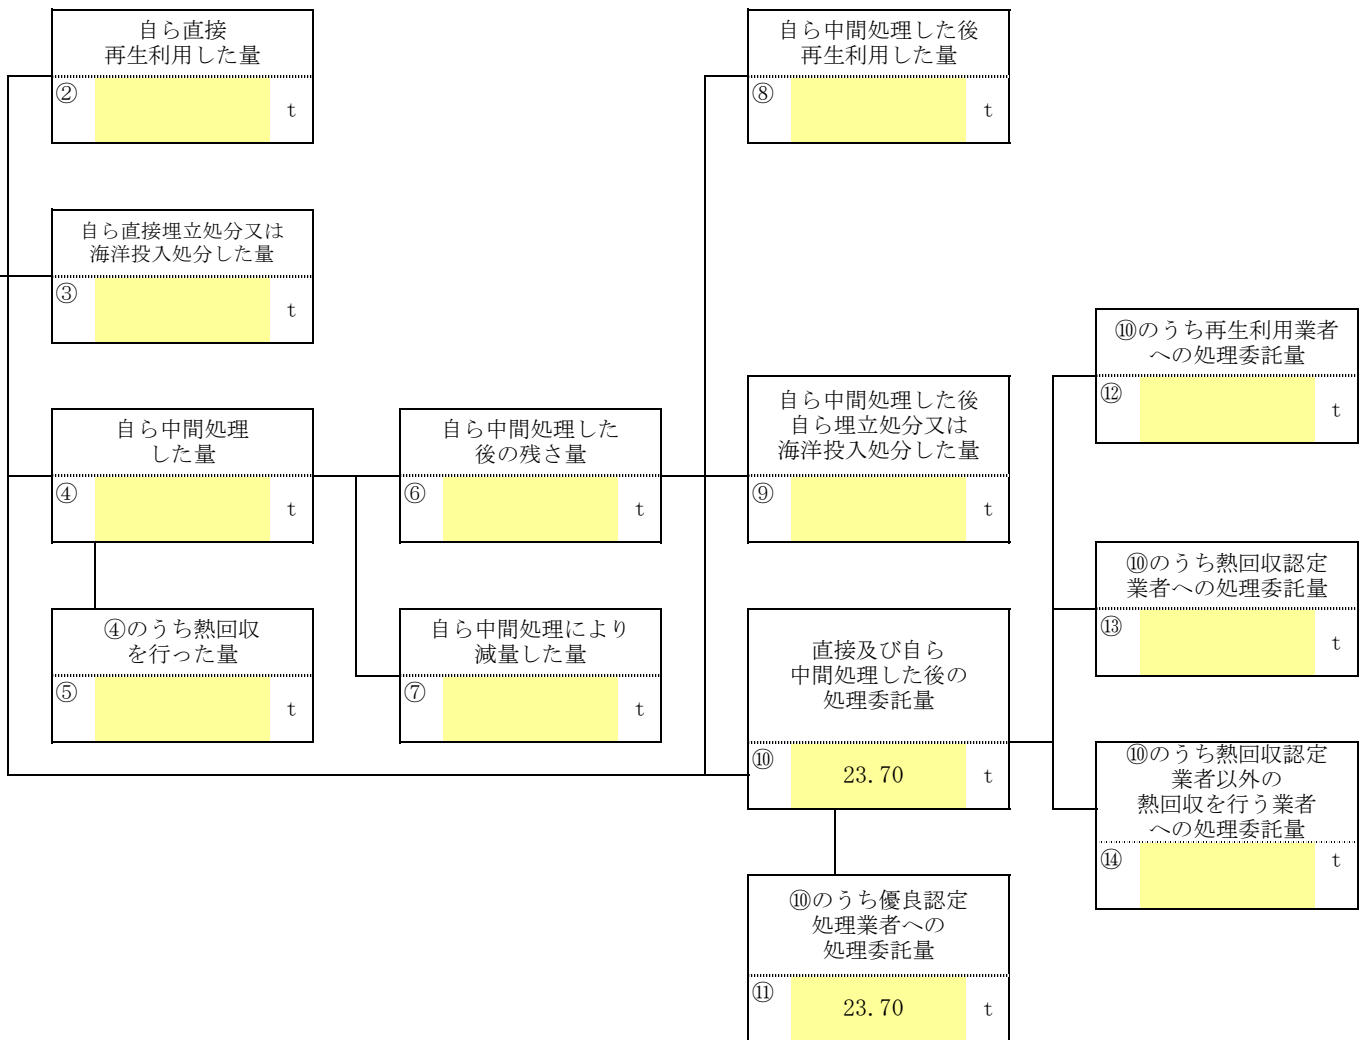 自ら直接
再生利用した量
②
t
自ら中間処理した後
再生利用した量
⑧
t
自ら直接埋立処分又は
海洋投入処分した量
③
t
⑩のうち再生利用業者
への処理委託量
⑫
t
自ら中間処理
した量
④
t
自ら中間処理した
後の残さ量
⑥
t
自ら中間処理した後
自ら埋立処分又は
海洋投入処分した量
⑨
t
⑩のうち熱回収認定
業者への処理委託量
⑬
t
④のうち熱回収
を行った量
⑤
t
自ら中間処理により
減量した量
⑦
t
直接及び自ら
中間処理した後の
処理委託量
⑩ 23.70 t
⑩のうち熱回収認定
業者以外の
熱回収を行う業者
への処理委託量
⑭
t
⑩のうち優良認定
処理業者への
処理委託量
⑪ 23.70 t